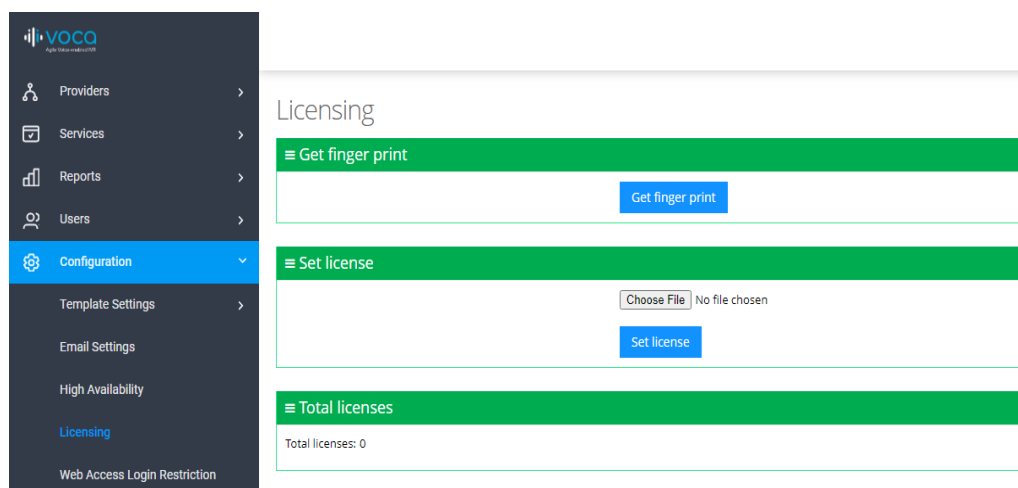 voca
Providers
Services
Reports
Users
Configuration
Template Settings
Email Settings
High Availability
Licensing
Web Access Login Restriction
Licensing
Get finger print
Get finger print
Set license
Choose File No file chosen
Set license
Total licenses
Total licenses: 0